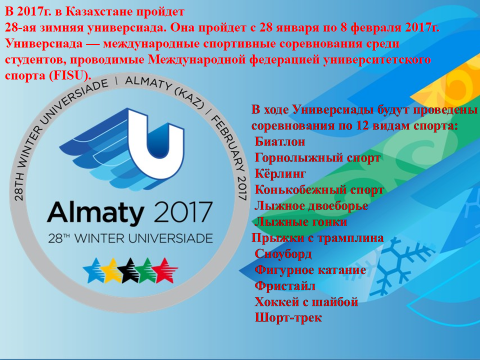 В 2017г. в Казахстане пройдет
28-ая зимняя универсиада. Она пройдет с 28 января по 8 февраля 2017г.
Универсиада — международные спортивные соревнования среди
студентов, проводимые Международной федерацией университетского
спорта (FISU).
28TH WINTER UNIVERSIADE | ALMATY (KAZ) | FEBRUARY 2017
U
Almaty 2017
28TH WINTER UNIVERSIADE
В ходе Универсиады будут проведены
соревнования по 12 видам спорта:
Биатлон
Горнолыжный спорт
Кёрлинг
Конькобежный спорт
Лыжное двоеборье
Лыжные гонки
Прыжки с трамплина
Сноуборд
Фигурное катание
Фристайл
Хоккей с шайбой
Шорт-трек